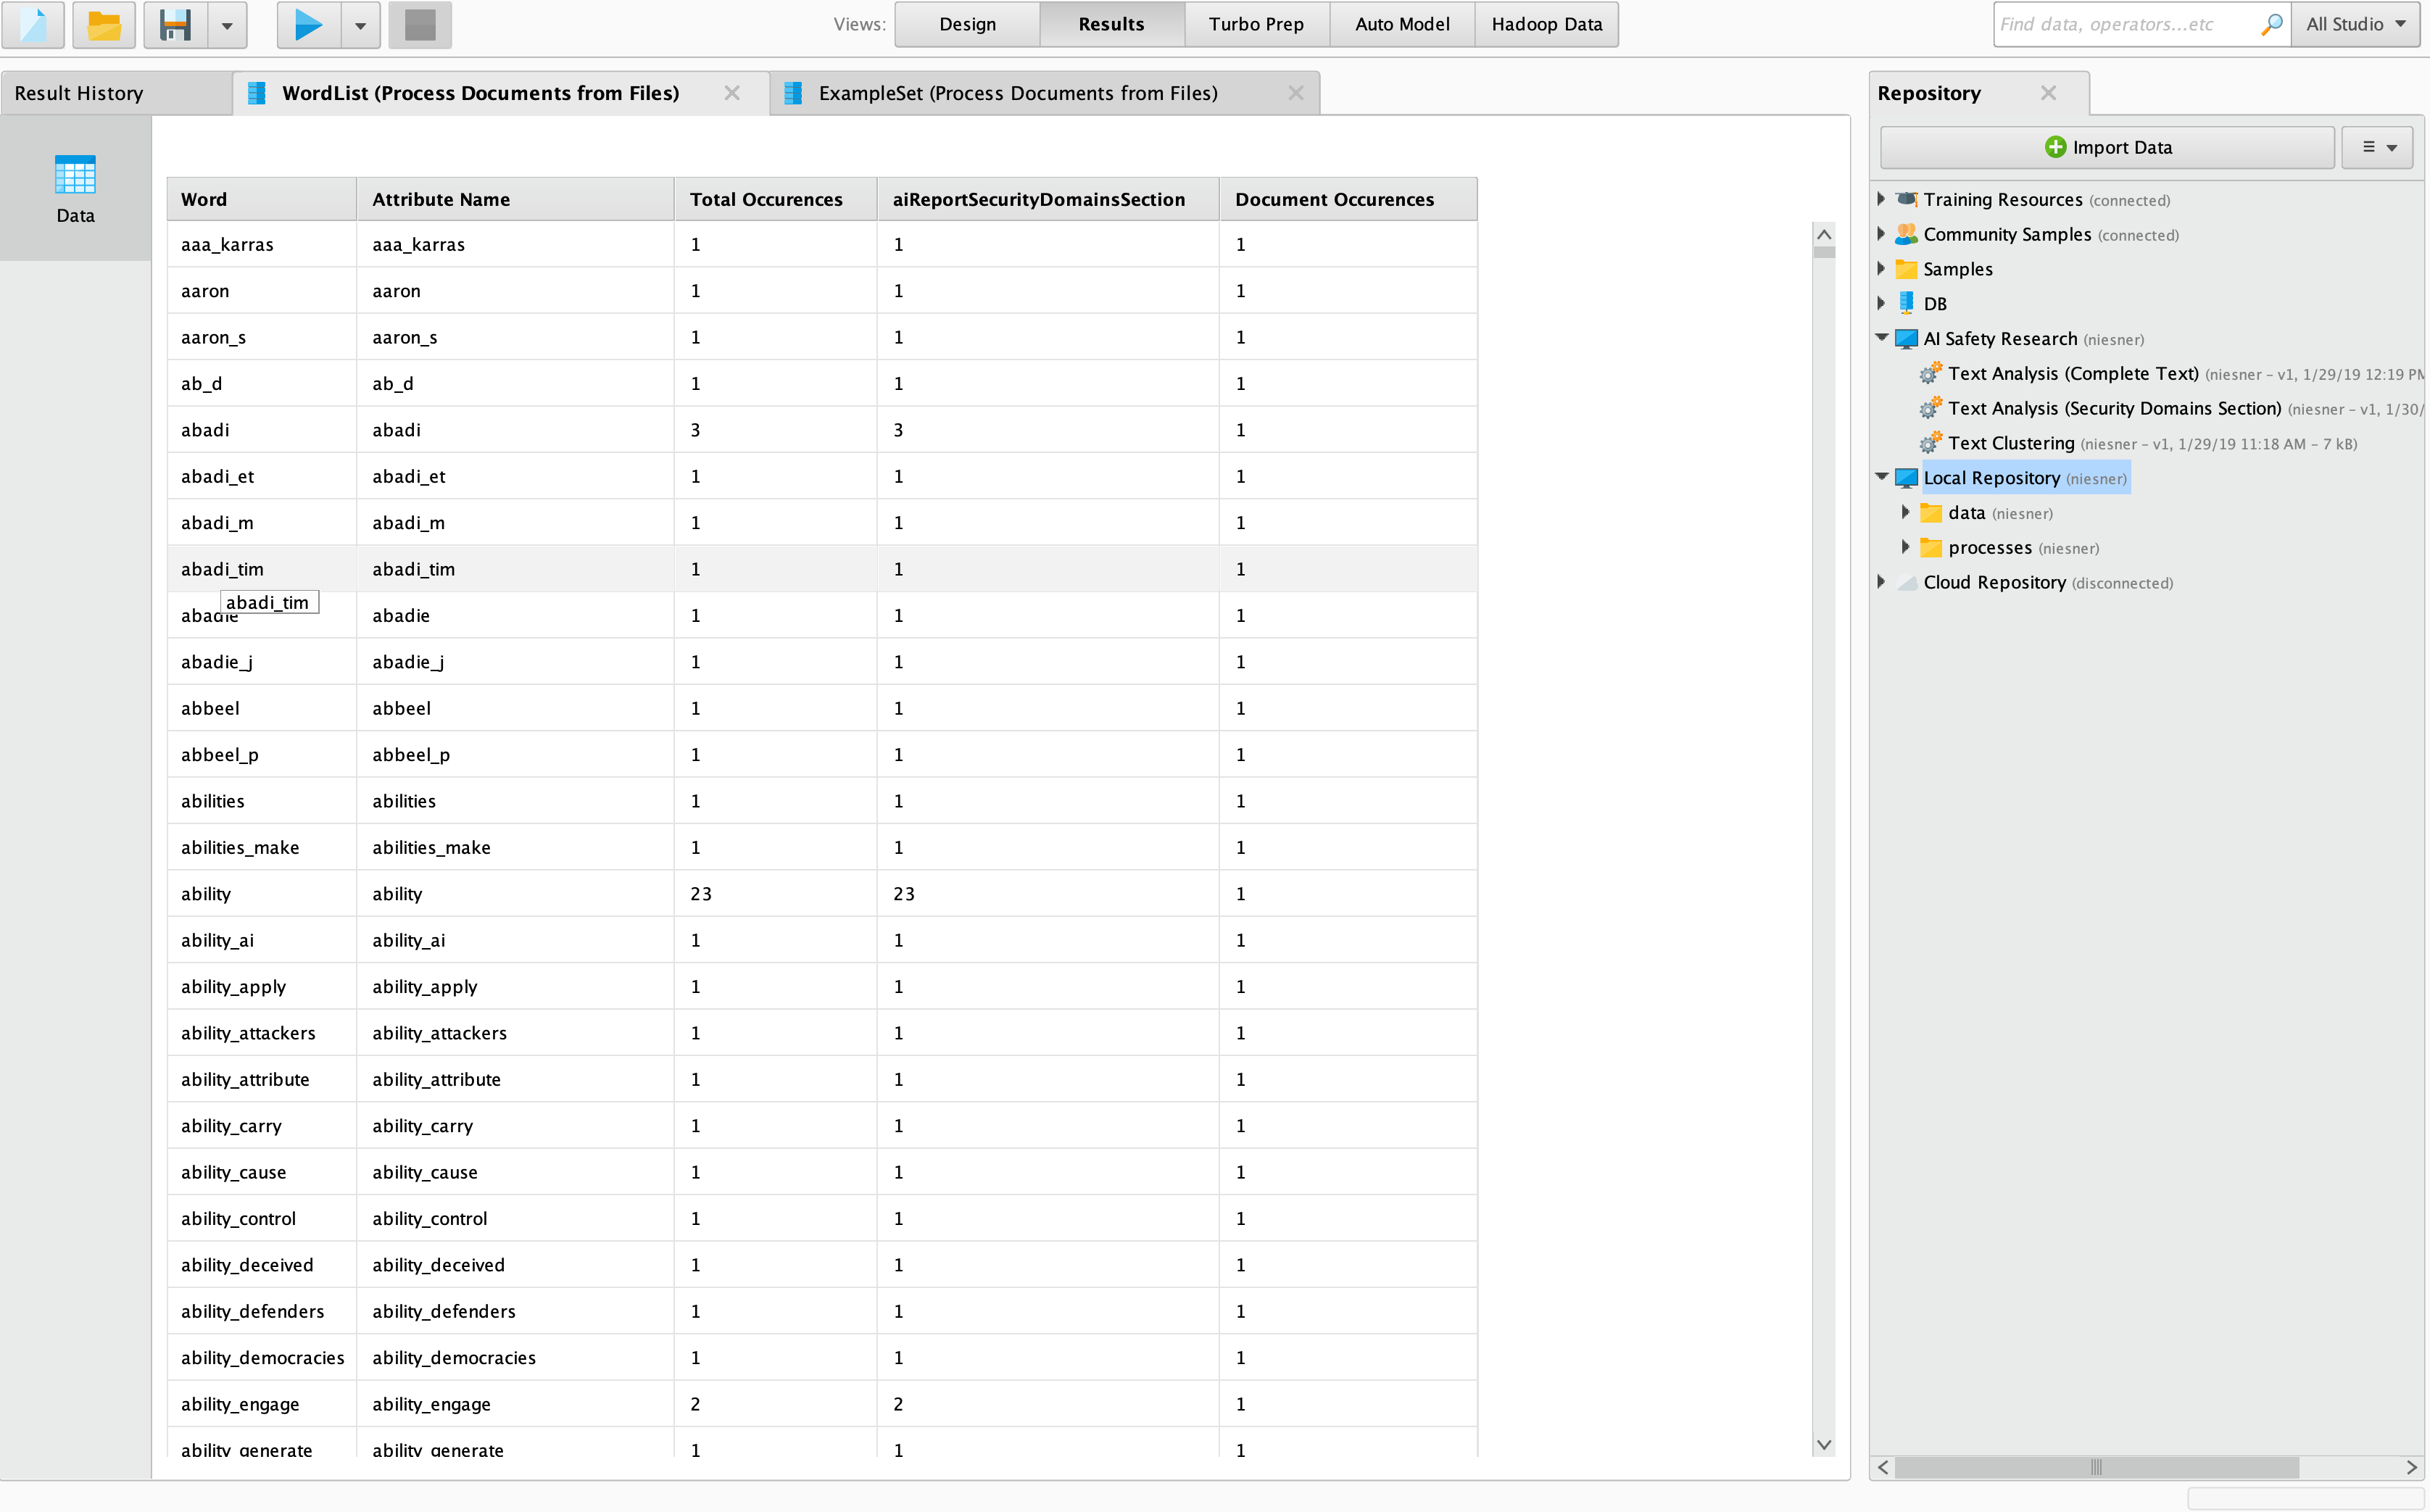 Views: Design Results Turbo Prep Auto Model Hadoop Data Find data, operators...etc All Studio
Result History WordList (Process Documents from Files) ExampleSet (Process Documents from Files)
Data
Word Attribute Name Total Occurences aiReportSecurityDomainsSection Document Occurences
aaa_karras aaa_karras 1 1 1
aaron aaron 1 1 1
aaron_s aaron_s 1 1 1
ab_d ab_d 1 1 1
abadi abadi 3 3 1
abadi_et abadi_et 1 1 1
abadi_m abadi_m 1 1 1
abadi_tim abadi_tim 1 1 1
abadi_tim
abadie abadie 1 1 1
abadie_j abadie_j 1 1 1
abbeel abbeel 1 1 1
abbeel_p abbeel_p 1 1 1
abilities abilities 1 1 1
abilities_make abilities_make 1 1 1
ability ability 23 23 1
ability_ai ability_ai 1 1 1
ability_apply ability_apply 1 1 1
ability_attackers ability_attackers 1 1 1
ability_attribute ability_attribute 1 1 1
ability_carry ability_carry 1 1 1
ability_cause ability_cause 1 1 1
ability_control ability_control 1 1 1
ability_deceived ability_deceived 1 1 1
ability_defenders ability_defenders 1 1 1
ability_democracies ability_democracies 1 1 1
ability_engage ability_engage 2 2 1
ability_generate ability_generate 1 1 1
Repository
Import Data
Training Resources (connected)
Community Samples (connected)
Samples
DB
AI Safety Research (niesner)
Text Analysis (Complete Text) (niesner – v1, 1/29/19 12:19 PM
Text Analysis (Security Domains Section) (niesner – v1, 1/30/
Text Clustering (niesner – v1, 1/29/19 11:18 AM – 7 kB)
Local Repository (niesner)
data (niesner)
processes (niesner)
Cloud Repository (disconnected)